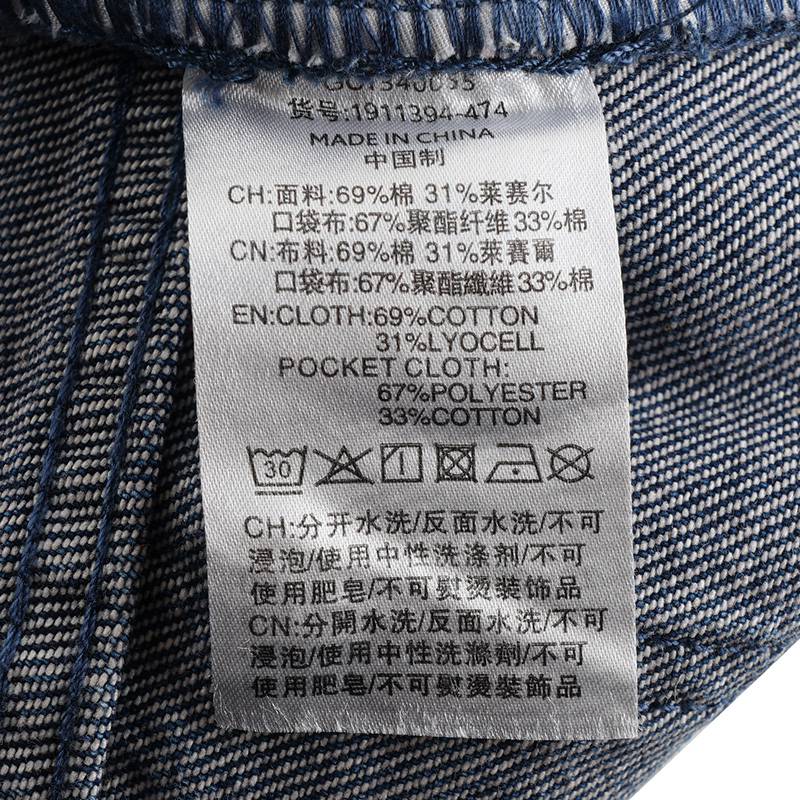 货号:1911394-474
MADE IN CHINA
中国制
CH:面料:69%棉 31%莱赛尔
口袋布:67%聚酯纤维33%棉
CN:布料:69%棉 31%萊賽爾
口袋布:67%聚酯纖維33%棉
EN:CLOTH:69%COTTON
31%LYOCELL
POCKET CLOTH:
67%POLYESTER
33%COTTON
30
CH:分开水洗/反面水洗/不可
浸泡/使用中性洗涤剂/不可
使用肥皂/不可熨烫装饰品
CN:分開水洗/反面水洗/不可
浸泡/使用中性洗滌劑/不可
使用肥皂/不可熨燙裝飾品